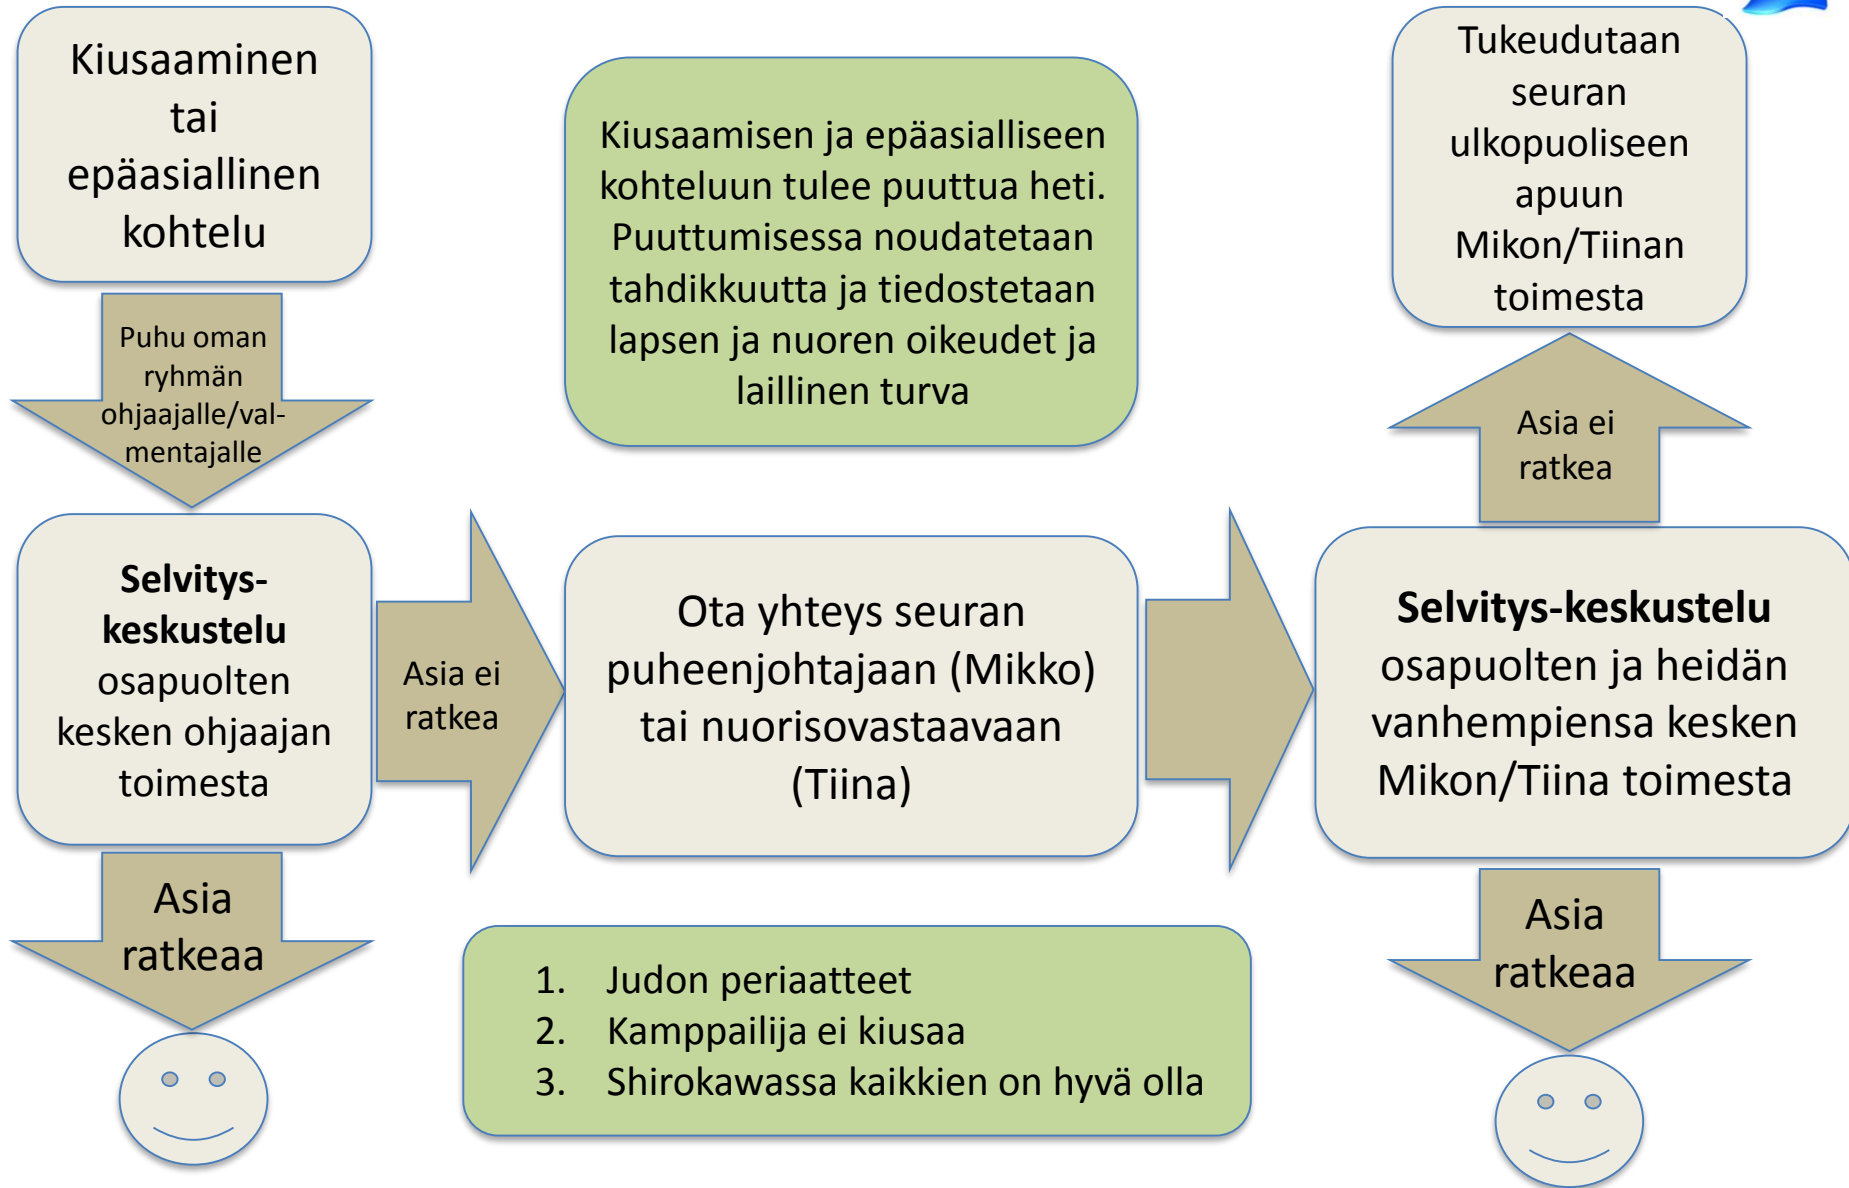 Kiusaaminen
tai
epäasiallinen
kohtelu
Puhu oman
ryhmän
ohjaajalle/val-
mentajalle
Selvitys-
keskustelu
osapuolten
kesken ohjaajan
toimesta
Asia
ratkeaa
Asia ei
ratkea
Kiusaamisen ja epäasialliseen
kohteluun tulee puuttua heti.
Puuttumisessa noudatetaan
tahdikkuutta ja tiedostetaan
lapsen ja nuoren oikeudet ja
laillinen turva
Ota yhteys seuran
puheenjohtajaan (Mikko)
tai nuorisovastaavaan
(Tiina)
1. Judon periaatteet
2. Kamppailija ei kiusaa
3. Shirokawassa kaikkien on hyvä olla
Selvitys-keskustelu
osapuolten ja heidän
vanhempiensa kesken
Mikon/Tiina toimesta
Asia ei
ratkea
Tukeudutaan
seuran
ulkopuoliseen
apuun
Mikon/Tiinan
toimesta
Asia
ratkeaa